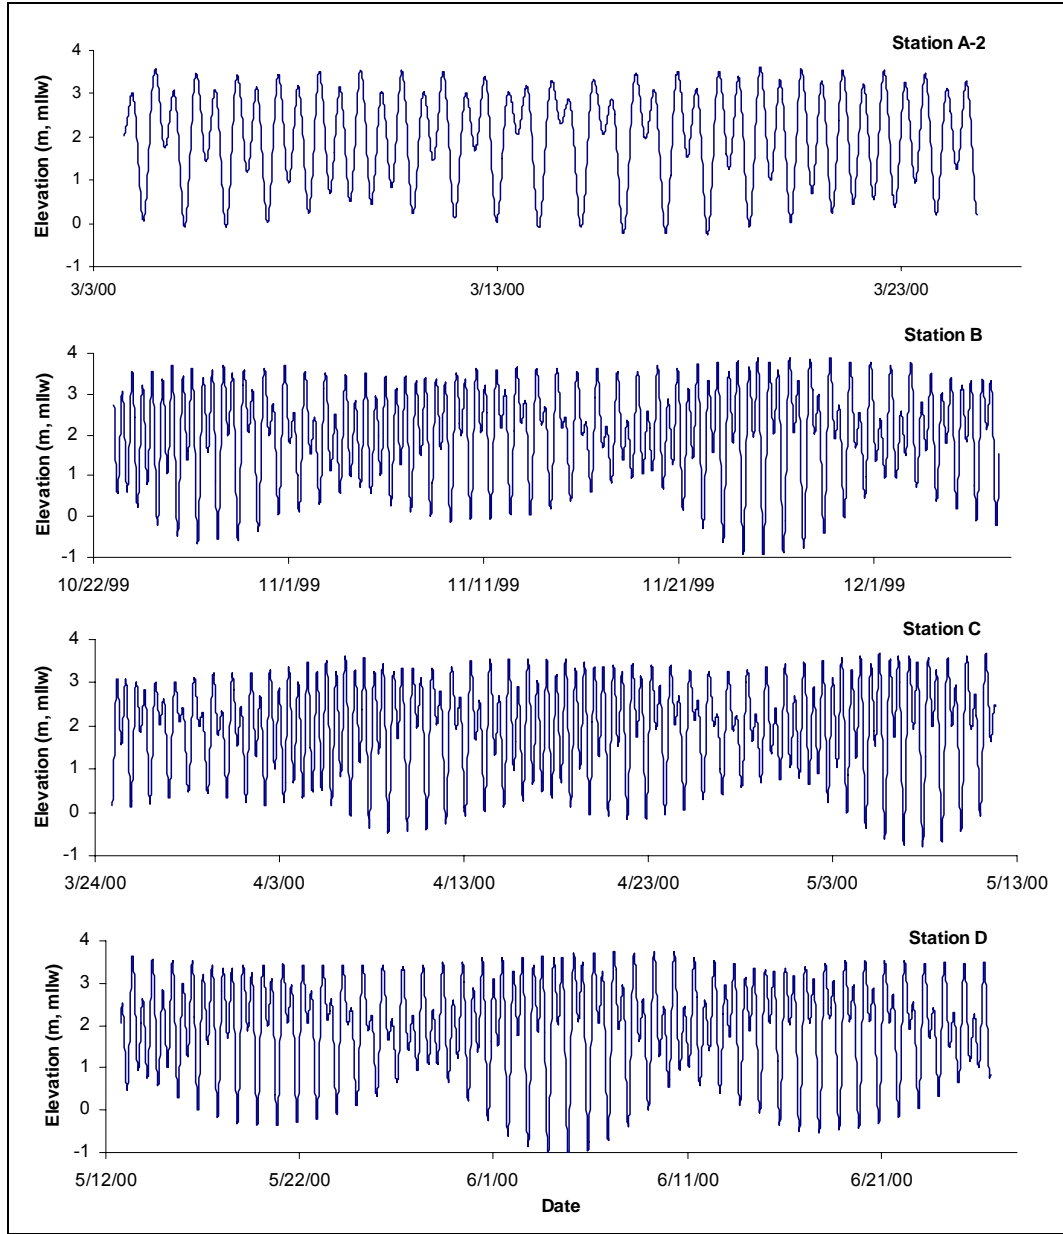 Station A-2
4
3
2
1
0
-1
Elevation (m, mllw)
3/3/00 3/13/00 3/23/00
Station B
4
3
2
1
0
-1
Elevation (m, mllw)
10/22/99 11/1/99 11/11/99 11/21/99 12/1/99
Station C
4
3
2
1
0
-1
Elevation (m, mllw)
3/24/00 4/3/00 4/13/00 4/23/00 5/3/00 5/13/00
Station D
4
3
2
1
0
-1
Elevation (m, mllw)
5/12/00 5/22/00 6/1/00 6/11/00 6/21/00
Date